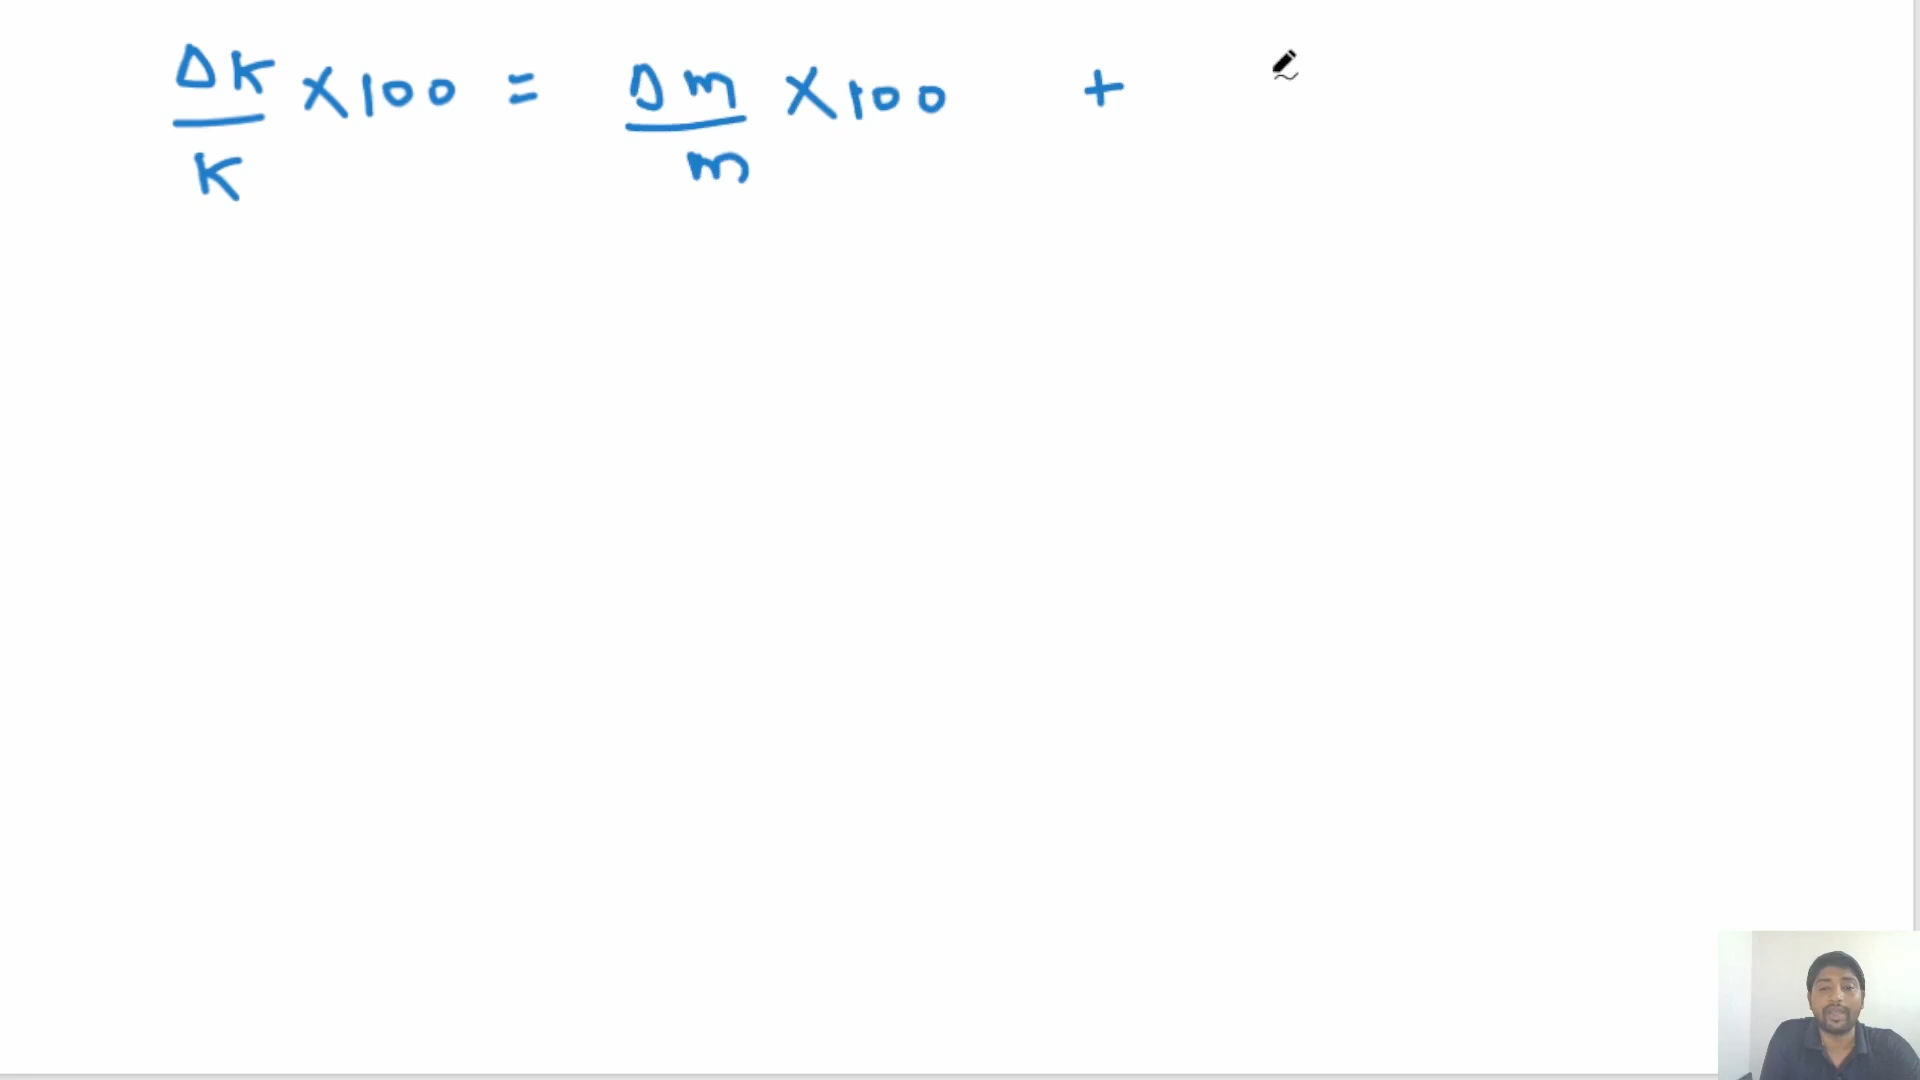 ΔK/K × 100 = Δm/m × 100 +